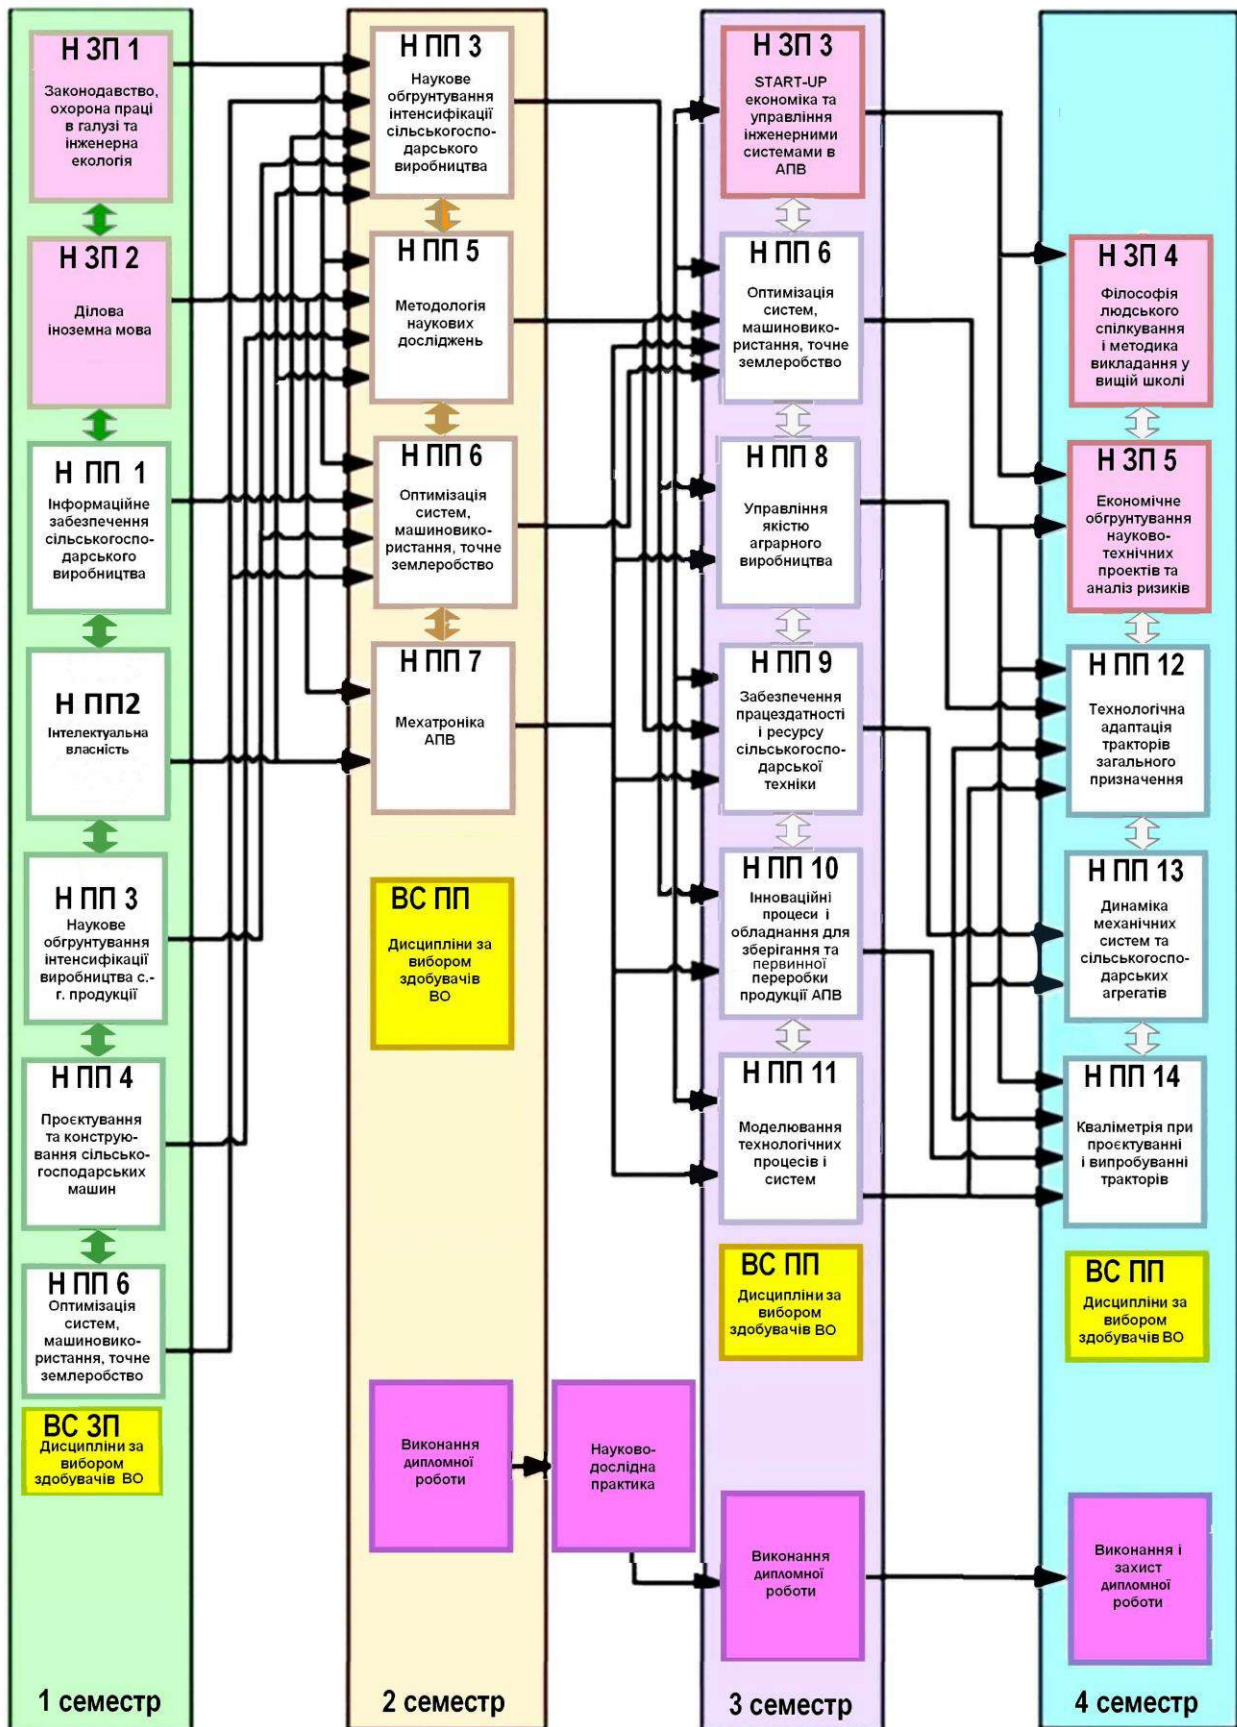 Н ЗП 1
Законодавство,
охорона праці
в галузі та
інженерна
екологія
Н ЗП 2
Ділова
іноземна мова
Н ПП 1
Інформаційне
забезпечення
сільськогоспо-
дарського
виробництва
Н ПП2
Інтелектуальна
власність
Н ПП 3
Наукове
обгрунтування
інтенсифікації
виробництва с.-
г. продукції
Н ПП 4
Проєктування
та конструю-
вання сільсько-
господарських
машин
Н ПП 6
Оптимізація
систем,
машиновико-
ристання, точне
землеробство
ВС ЗП
Дисципліни за
вибором
здобувачів ВО
1 семестр
Н ПП 3
Наукове
обгрунтування
інтенсифікації
сільськогоспо-
дарського
виробництва
Н ПП 5
Методологія
наукових
досліджень
Н ПП 6
Оптимізація
систем,
машиновико-
ристання, точне
землеробство
Н ПП 7
Мехатроніка
АПВ
ВС ПП
Дисципліни за
вибором
здобувачів
ВО
Виконання
дипломної
роботи
2 семестр
Науково-
дослідна
практика
Н ЗП 3
START-UP
економіка та
управління
інженерними
системами в
АПВ
Н ПП 6
Оптимізація
систем,
машиновико-
ристання, точне
землеробство
Н ПП 8
Управління
якістю
аграрного
виробництва
Н ПП 9
Забезпечення
працездатності
і ресурсу
сільськогоспо-
дарської
техніки
Н ПП 10
Інноваційні
процеси і
обладнання для
зберігання та
первинної
переробки
продукції АПВ
Н ПП 11
Моделювання
технологічних
процесів і
систем
ВС ПП
Дисципліни за
вибором
здобувачів ВО
Виконання
дипломної
роботи
3 семестр
Н ЗП 4
Філософія
людського
спілкування
і методика
викладання у
вищій школі
Н ЗП 5
Економічне
обгрунтування
науково-
технічних
проектів та
аналіз ризиків
Н ПП 12
Технологічна
адаптація
тракторів
загального
призначення
Н ПП 13
Динаміка
механічних
систем та
сільськогоспо-
дарських
агрегатів
Н ПП 14
Кваліметрія при
проєктуванні
і випробуванні
тракторів
ВС ПП
Дисципліни за
вибором
здобувачів ВО
Виконання і
захист
дипломної
роботи
4 семестр